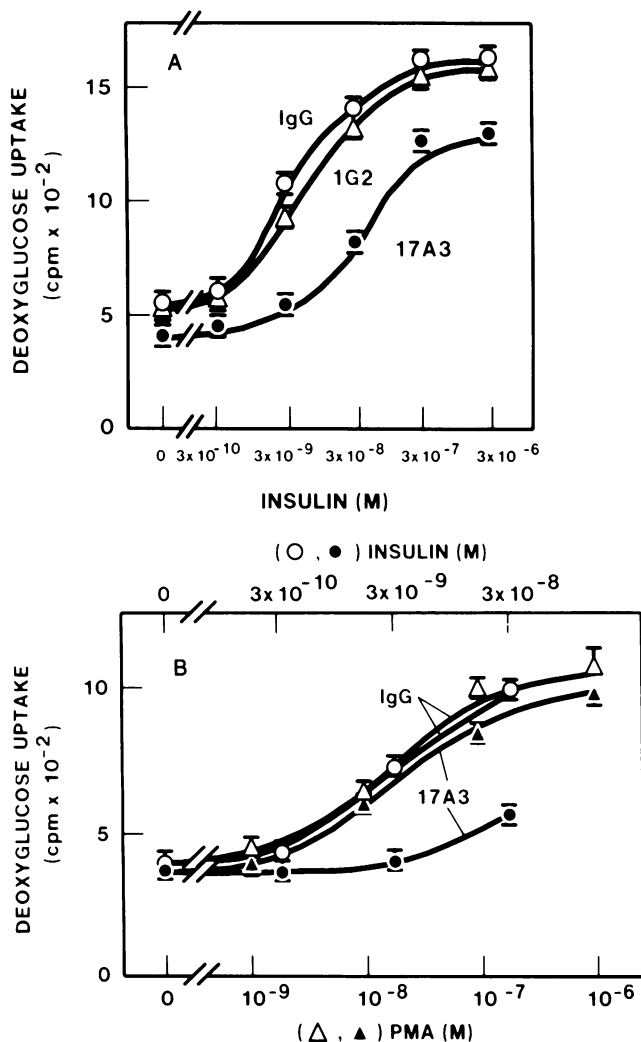 A
DEOXYGLUCOSE UPTAKE
(cpm x 10⁻²)
15
10
5
0
IgG
1G2
17A3
0 3x10⁻¹⁰ 3x10⁻⁹ 3x10⁻⁸ 3x10⁻⁷ 3x10⁻⁶
INSULIN (M)
(○, ●) INSULIN (M)
0 3x10⁻¹⁰ 3x10⁻⁹ 3x10⁻⁸
B
DEOXYGLUCOSE UPTAKE
(cpm x 10⁻²)
10
5
0
IgG
17A3
0 10⁻⁹ 10⁻⁸ 10⁻⁷ 10⁻⁶
(△, ▲) PMA (M)